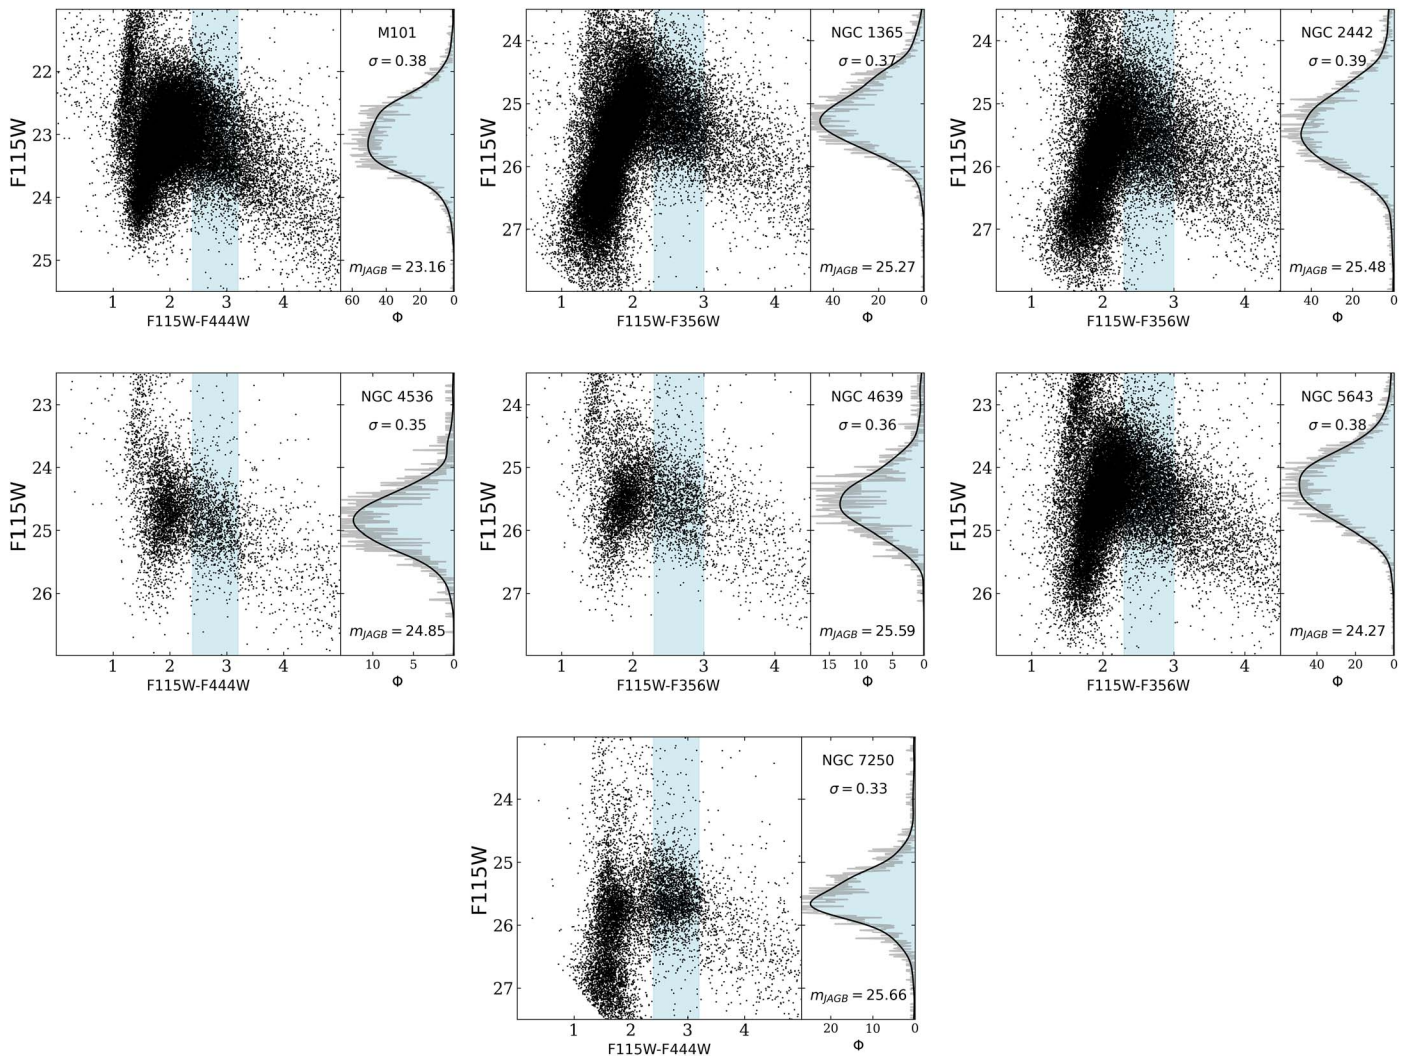 F115W
22
23
24
25
1
2
3
4
F115W-F444W
M101
σ = 0.38
m_JAGB = 23.16
60
40
20
0
Φ
F115W
24
25
26
27
1
2
3
4
F115W-F356W
NGC 1365
σ = 0.37
m_JAGB = 25.27
40
20
0
Φ
F115W
24
25
26
27
1
2
3
4
F115W-F356W
NGC 2442
σ = 0.39
m_JAGB = 25.48
40
20
0
Φ
F115W
23
24
25
26
1
2
3
4
F115W-F444W
NGC 4536
σ = 0.35
m_JAGB = 24.85
10
5
0
Φ
F115W
24
25
26
27
1
2
3
4
F115W-F356W
NGC 4639
σ = 0.36
m_JAGB = 25.59
15
10
5
0
Φ
F115W
23
24
25
26
1
2
3
4
F115W-F356W
NGC 5643
σ = 0.38
m_JAGB = 24.27
40
20
0
Φ
F115W
24
25
26
27
1
2
3
4
F115W-F444W
NGC 7250
σ = 0.33
m_JAGB = 25.66
20
10
0
Φ